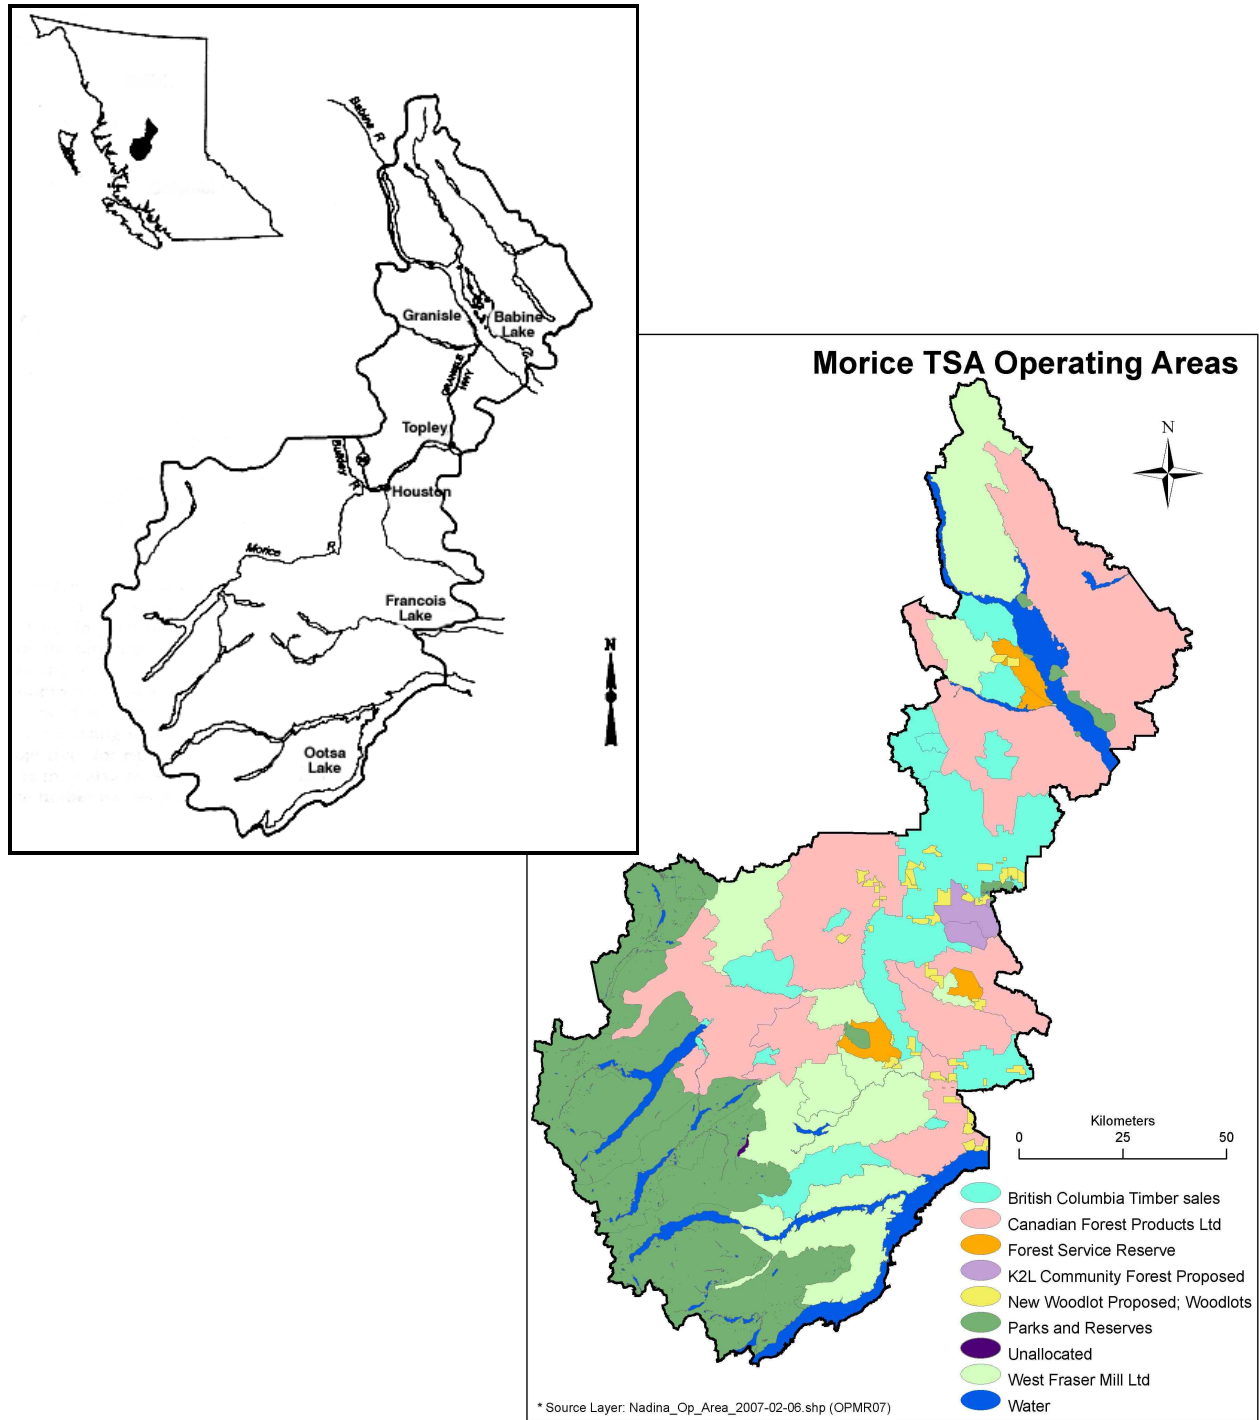 Babine R.
Granisle
Babine
Lake
GRANISLE
HWY
Topley
Bulkley
R.
16
Houston
Morice R.
Francois
Lake
N
Ootsa
Lake
Morice TSA Operating Areas
N
Kilometers
0 25 50
British Columbia Timber sales
Canadian Forest Products Ltd
Forest Service Reserve
K2L Community Forest Proposed
New Woodlot Proposed; Woodlots
Parks and Reserves
Unallocated
West Fraser Mill Ltd
Water
* Source Layer: Nadina_Op_Area_2007-02-06.shp (OPMR07)